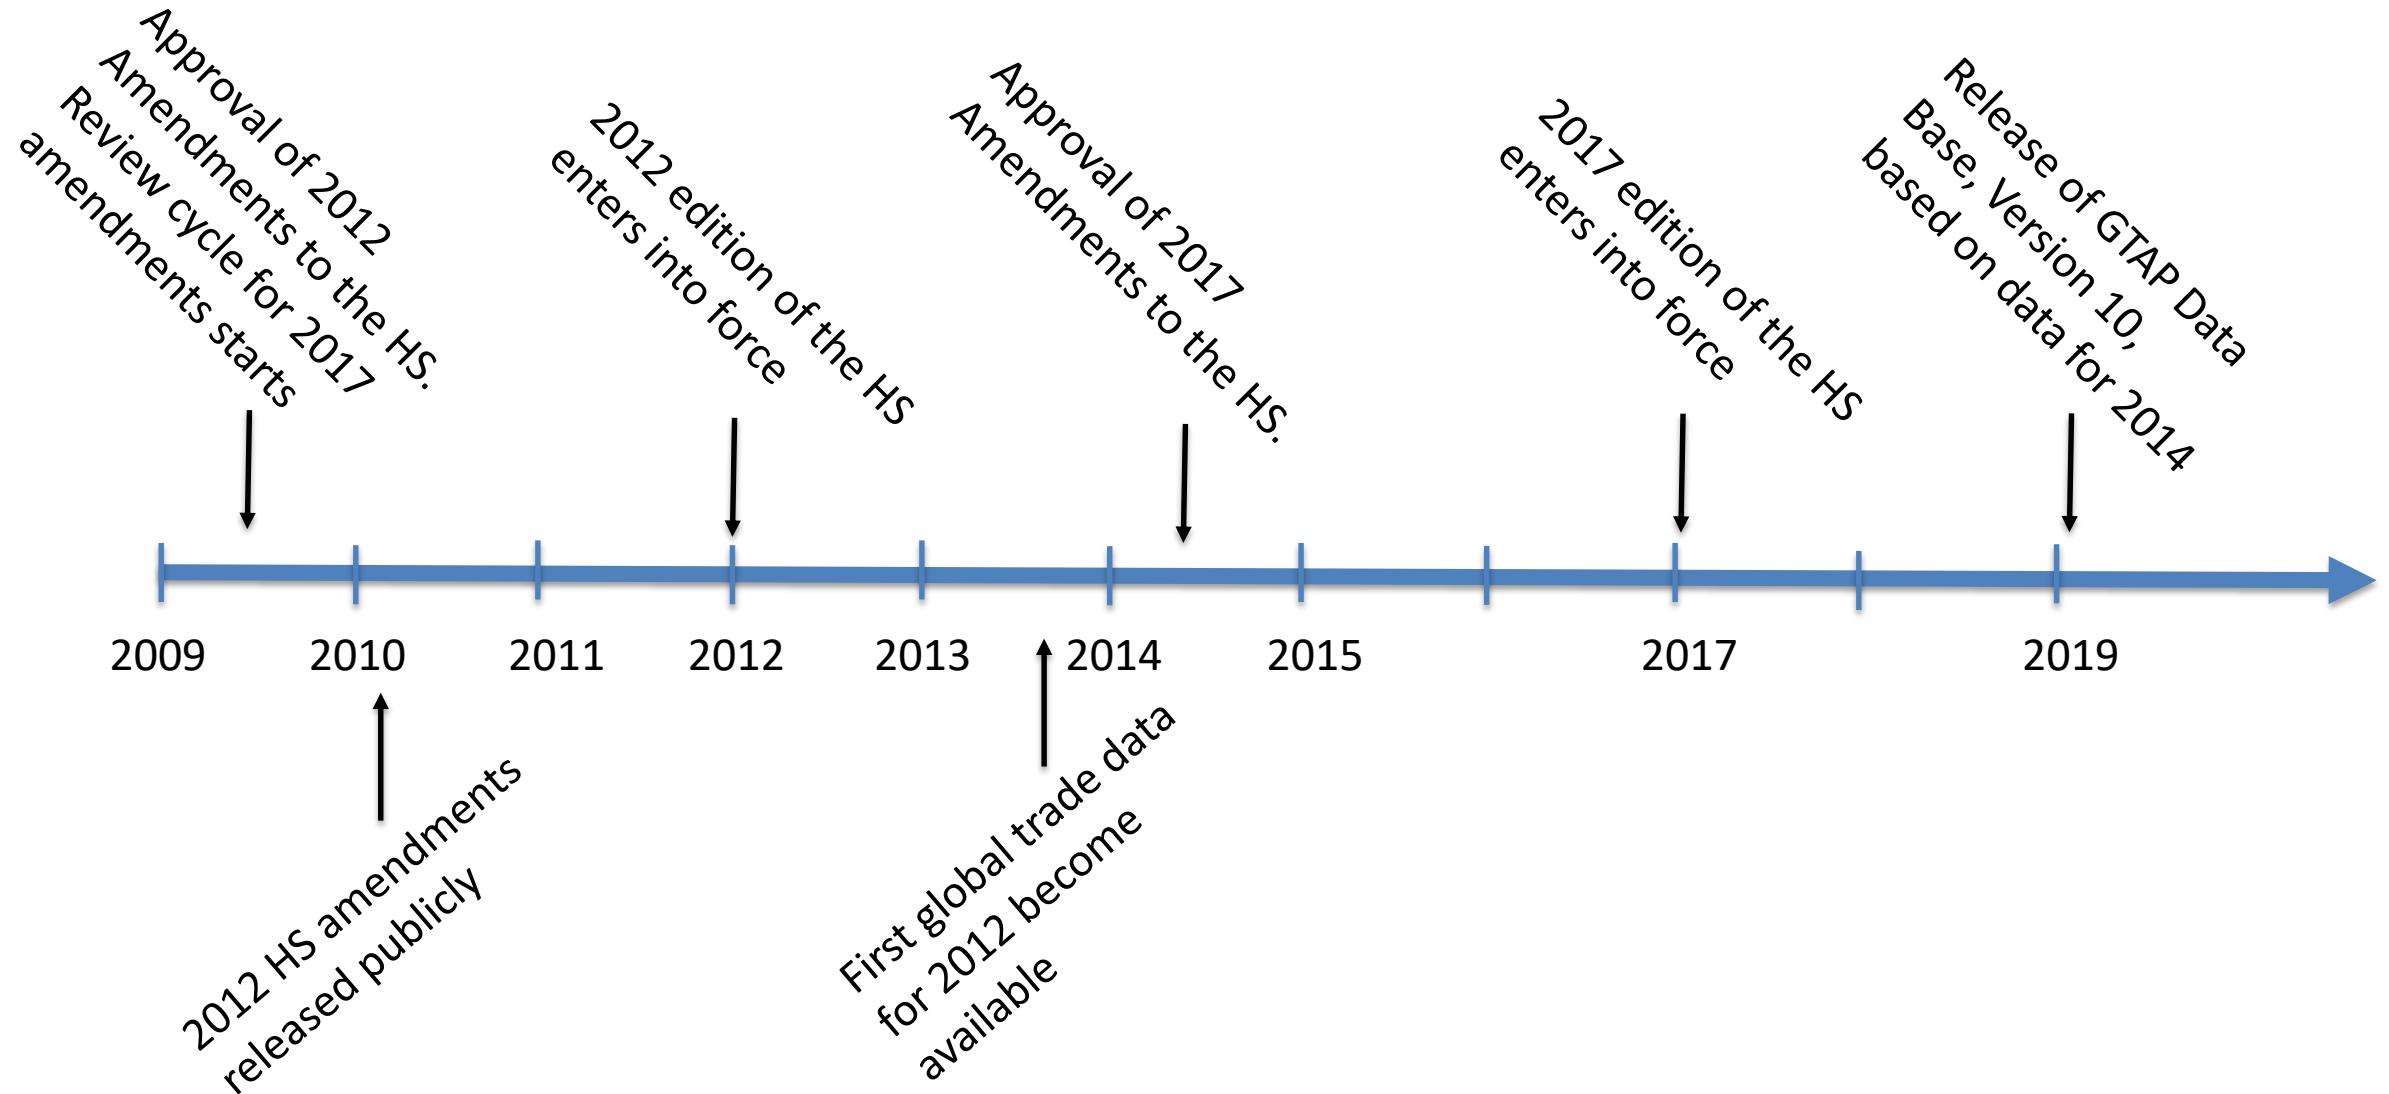 Approval of 2012
Amendments to the HS.
Review cycle for 2017
amendments starts
2012 edition of the HS
enters into force
Approval of 2017
Amendments to the HS.
2017 edition of the HS
enters into force
Release of GTAP Data
Base, Version 10,
based on data for 2014
2009
2010
2011
2012
2013
2014
2015
2017
2019
2012 HS amendments
released publicly
First global trade data
for 2012 become
available